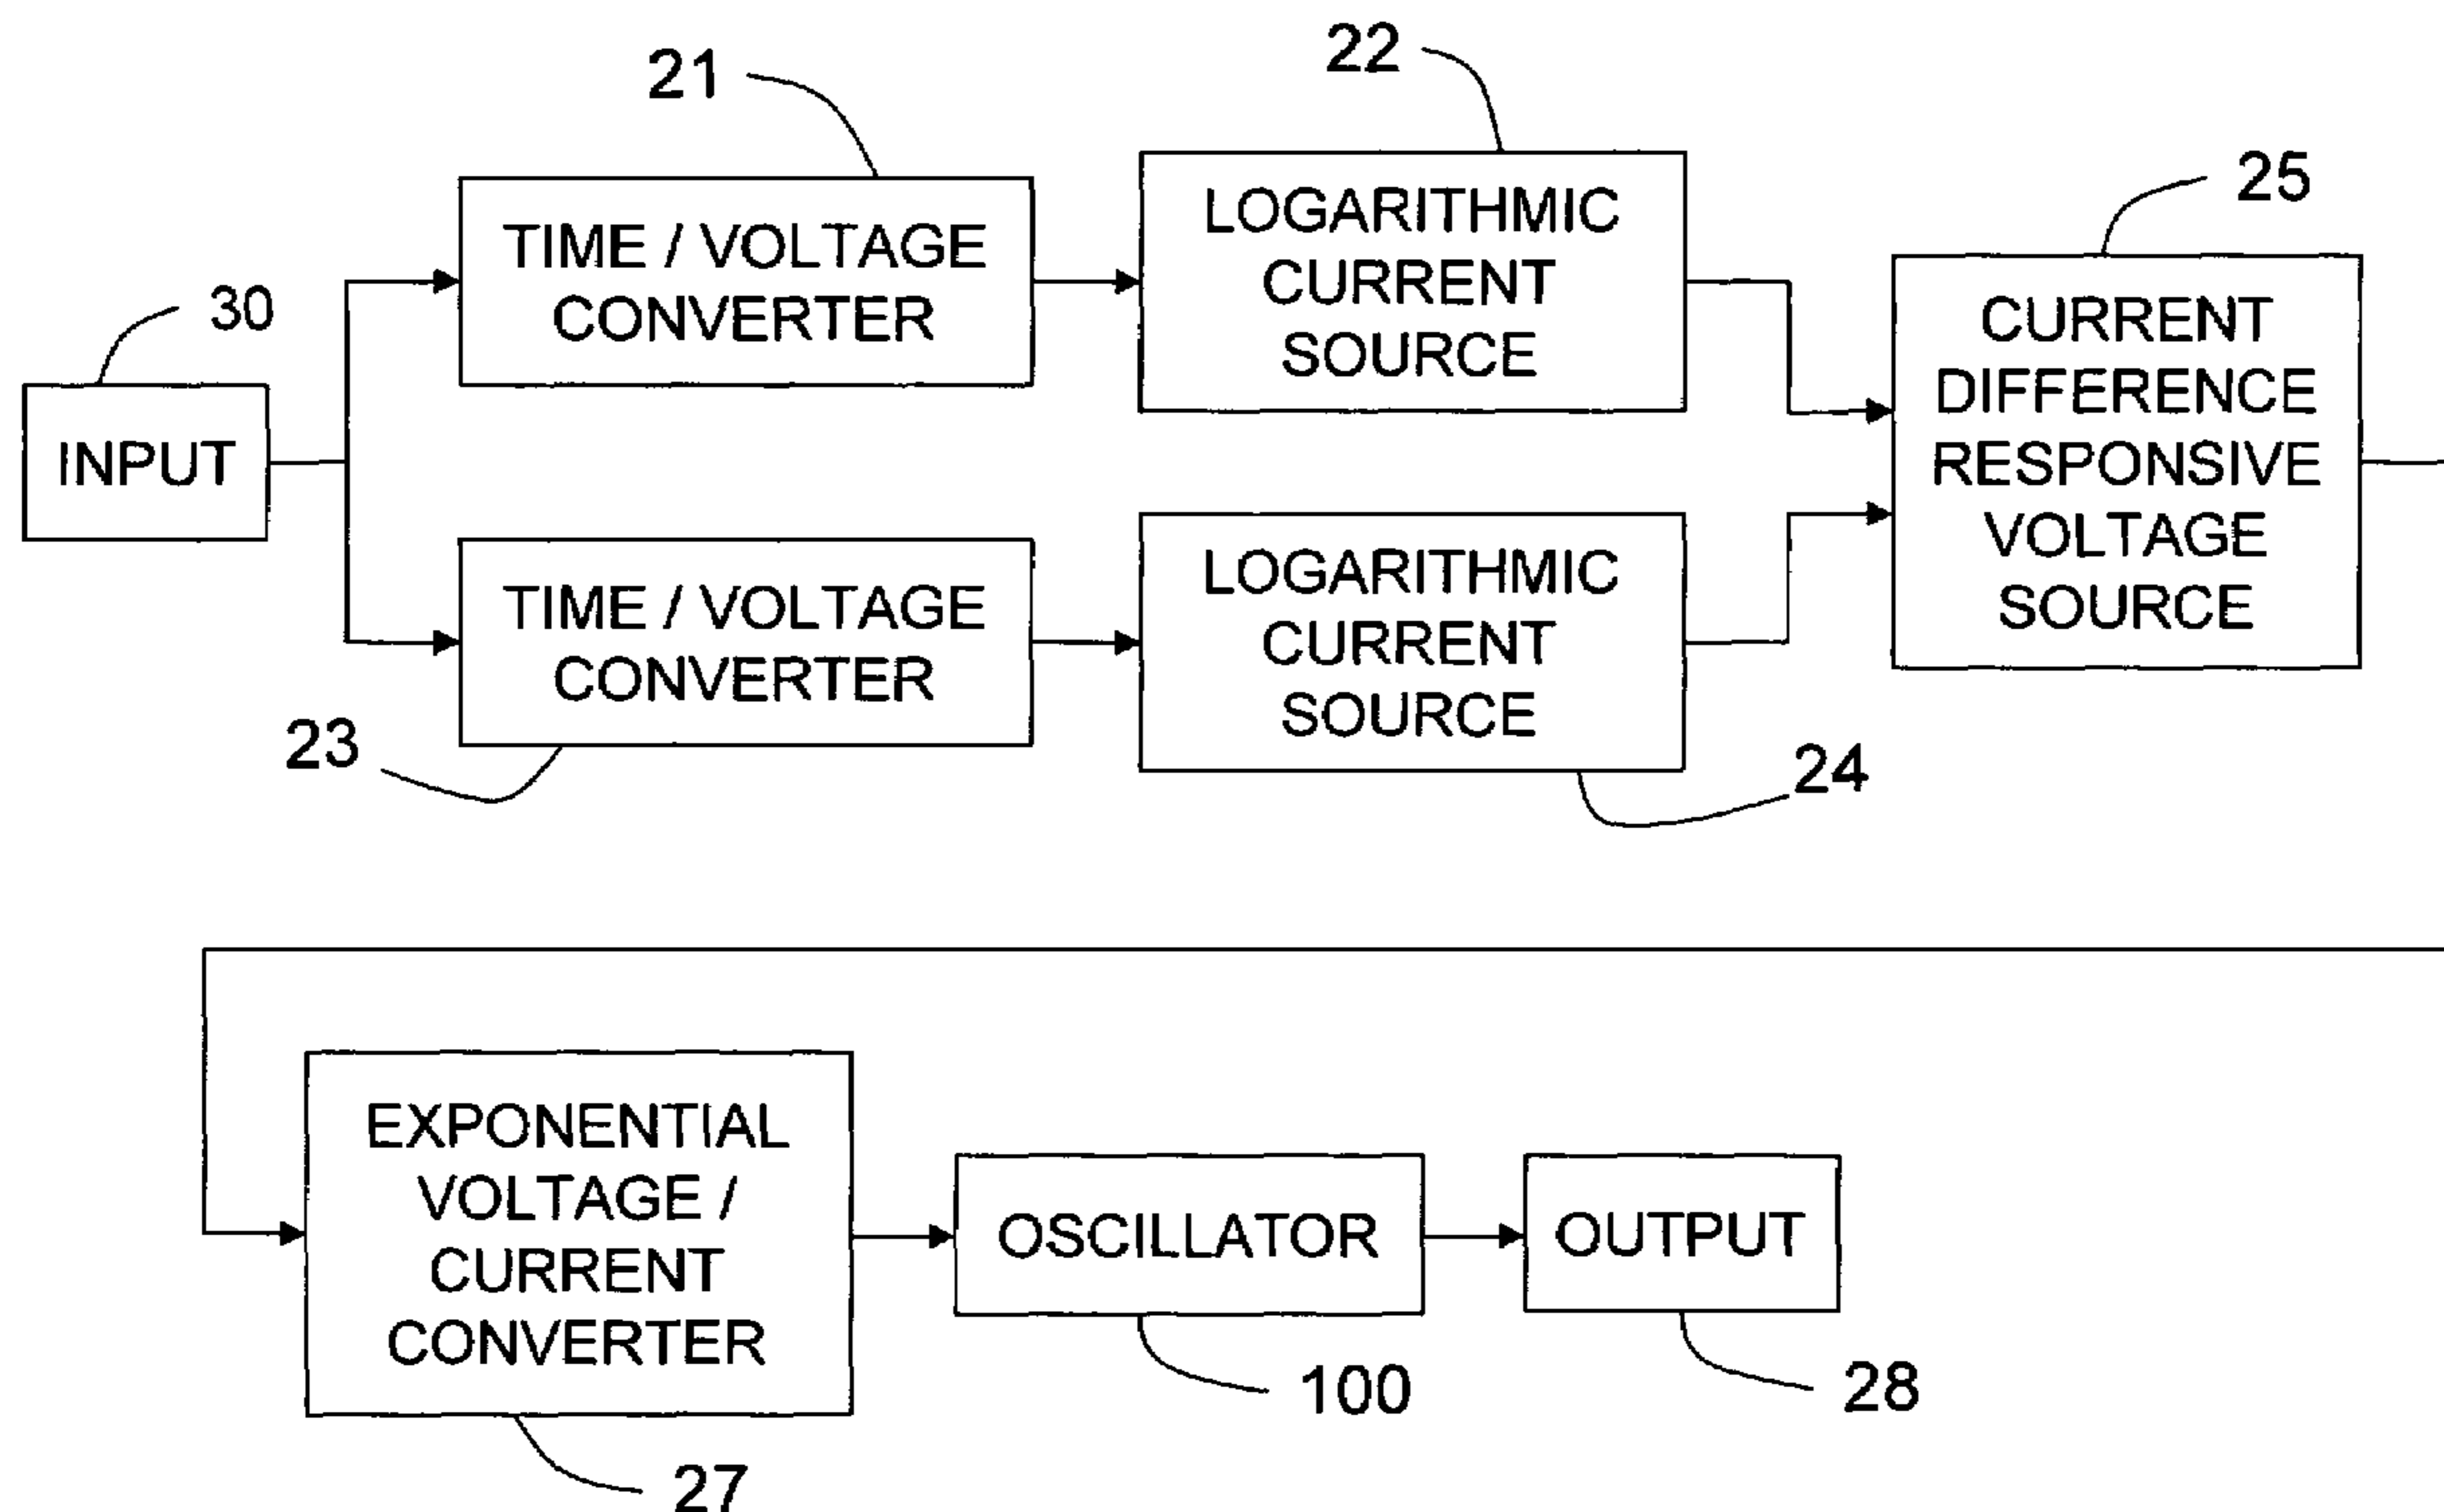 21
22
25
TIME / VOLTAGE
CONVERTER
LOGARITHMIC
CURRENT
SOURCE
30
INPUT
CURRENT
DIFFERENCE
RESPONSIVE
VOLTAGE
SOURCE
TIME / VOLTAGE
CONVERTER
LOGARITHMIC
CURRENT
SOURCE
23
24
EXPONENTIAL
VOLTAGE /
CURRENT
CONVERTER
OSCILLATOR
OUTPUT
100
28
27